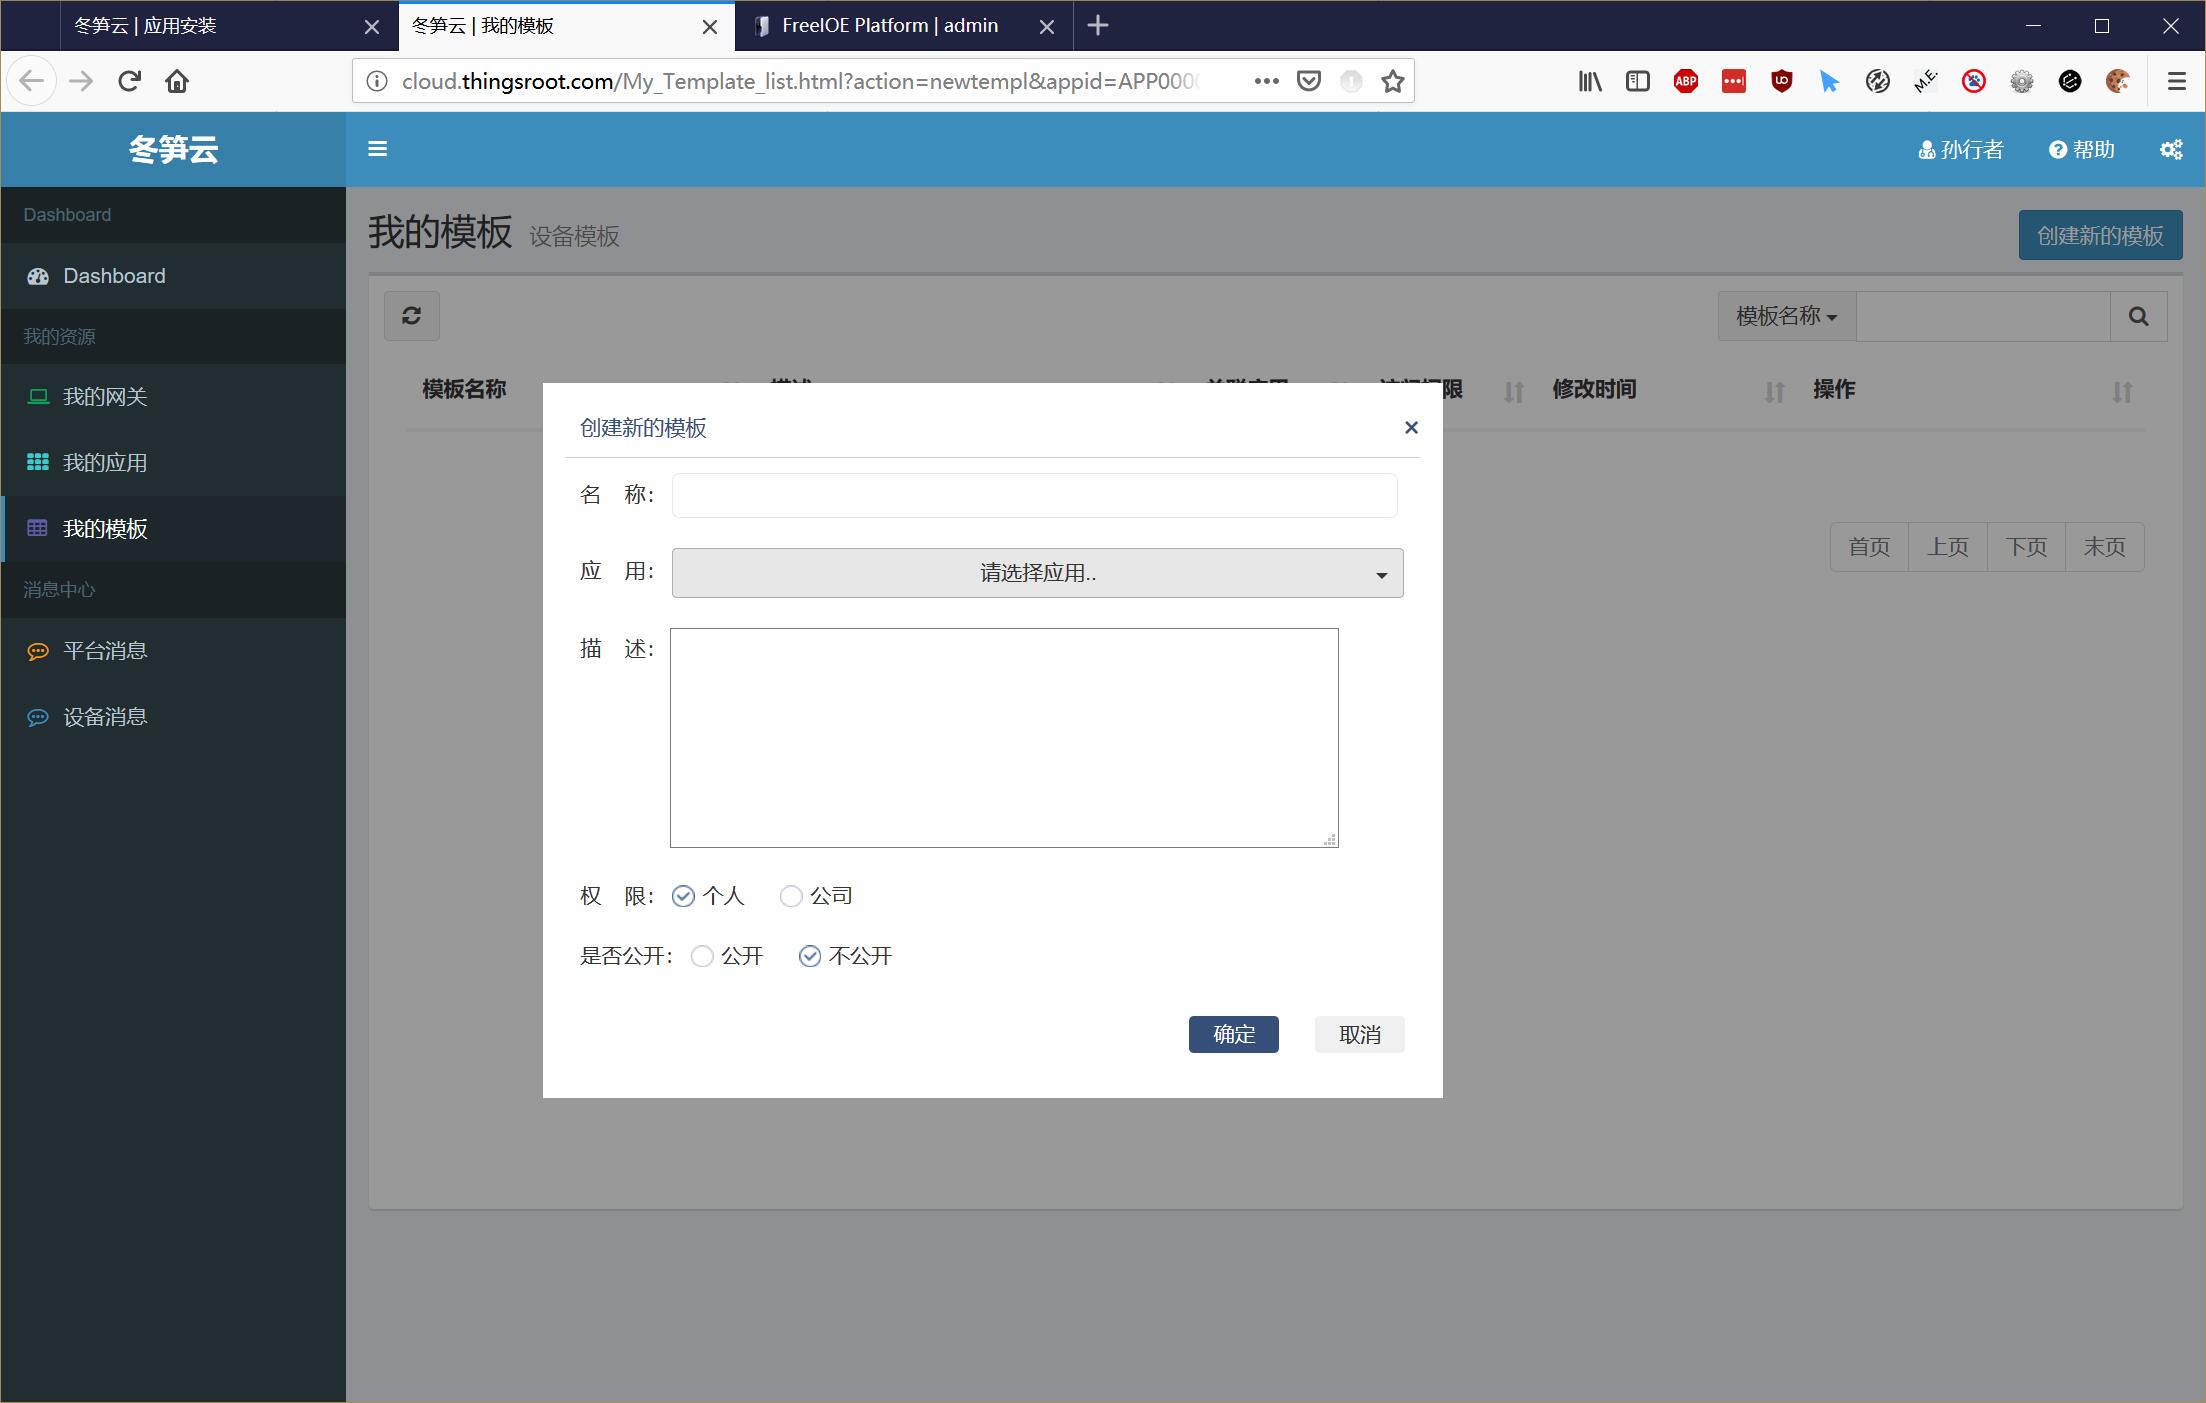 冬笋云 | 应用安装
冬笋云 | 我的模板
FreeIOE Platform | admin
cloud.thingsroot.com/My_Template_list.html?action=newtempl&appid=APP000
ABP
M.E.
冬笋云
孙行者
帮助
Dashboard
Dashboard
我的资源
我的网关
我的应用
我的模板
消息中心
平台消息
设备消息
我的模板 设备模板
创建新的模板
模板名称
模板名称 描述 修改时间 操作
首页 上页 下页 末页
创建新的模板
名 称：
应 用： 请选择应用..
描 述：
权 限： 个人 公司
是否公开： 公开 不公开
确定 取消